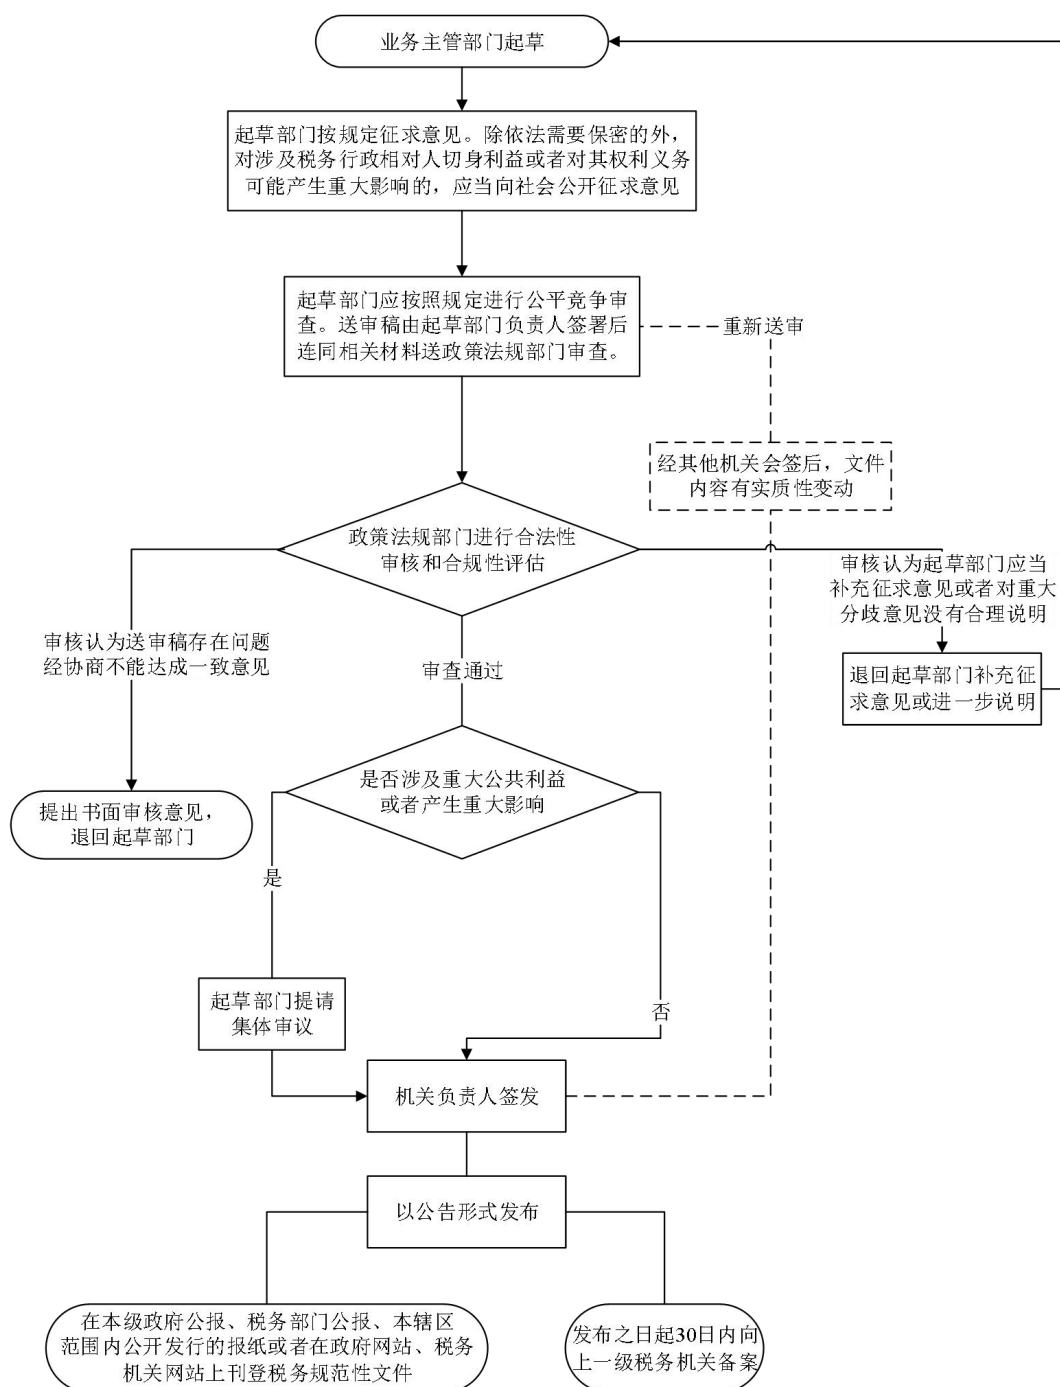 业务主管部门起草
起草部门按规定征求意见。除依法需要保密的外，
对涉及税务行政相对人切身利益或者对其权利义务
可能产生重大影响的，应当向社会公开征求意见
起草部门应按照规定进行公平竞争审
查。送审稿由起草部门负责人签署后
连同相关材料送政策法规部门审查。
重新送审
经其他机关会签后，文件
内容有实质性变动
政策法规部门进行合法性
审核和合规性评估
审核认为起草部门应当
补充征求意见或者对重大
分歧意见没有合理说明
审核认为送审稿存在问题
经协商不能达成一致意见
审查通过
退回起草部门补充征
求意见或进一步说明
是否涉及重大公共利益
或者产生重大影响
提出书面审核意见，
退回起草部门
是
起草部门提请
集体审议
否
机关负责人签发
以公告形式发布
在本级政府公报、税务部门公报、本辖区
范围内公开发行的报纸或者在政府网站、税务
机关网站上刊登税务规范性文件
发布之日起30日内向
上一级税务机关备案